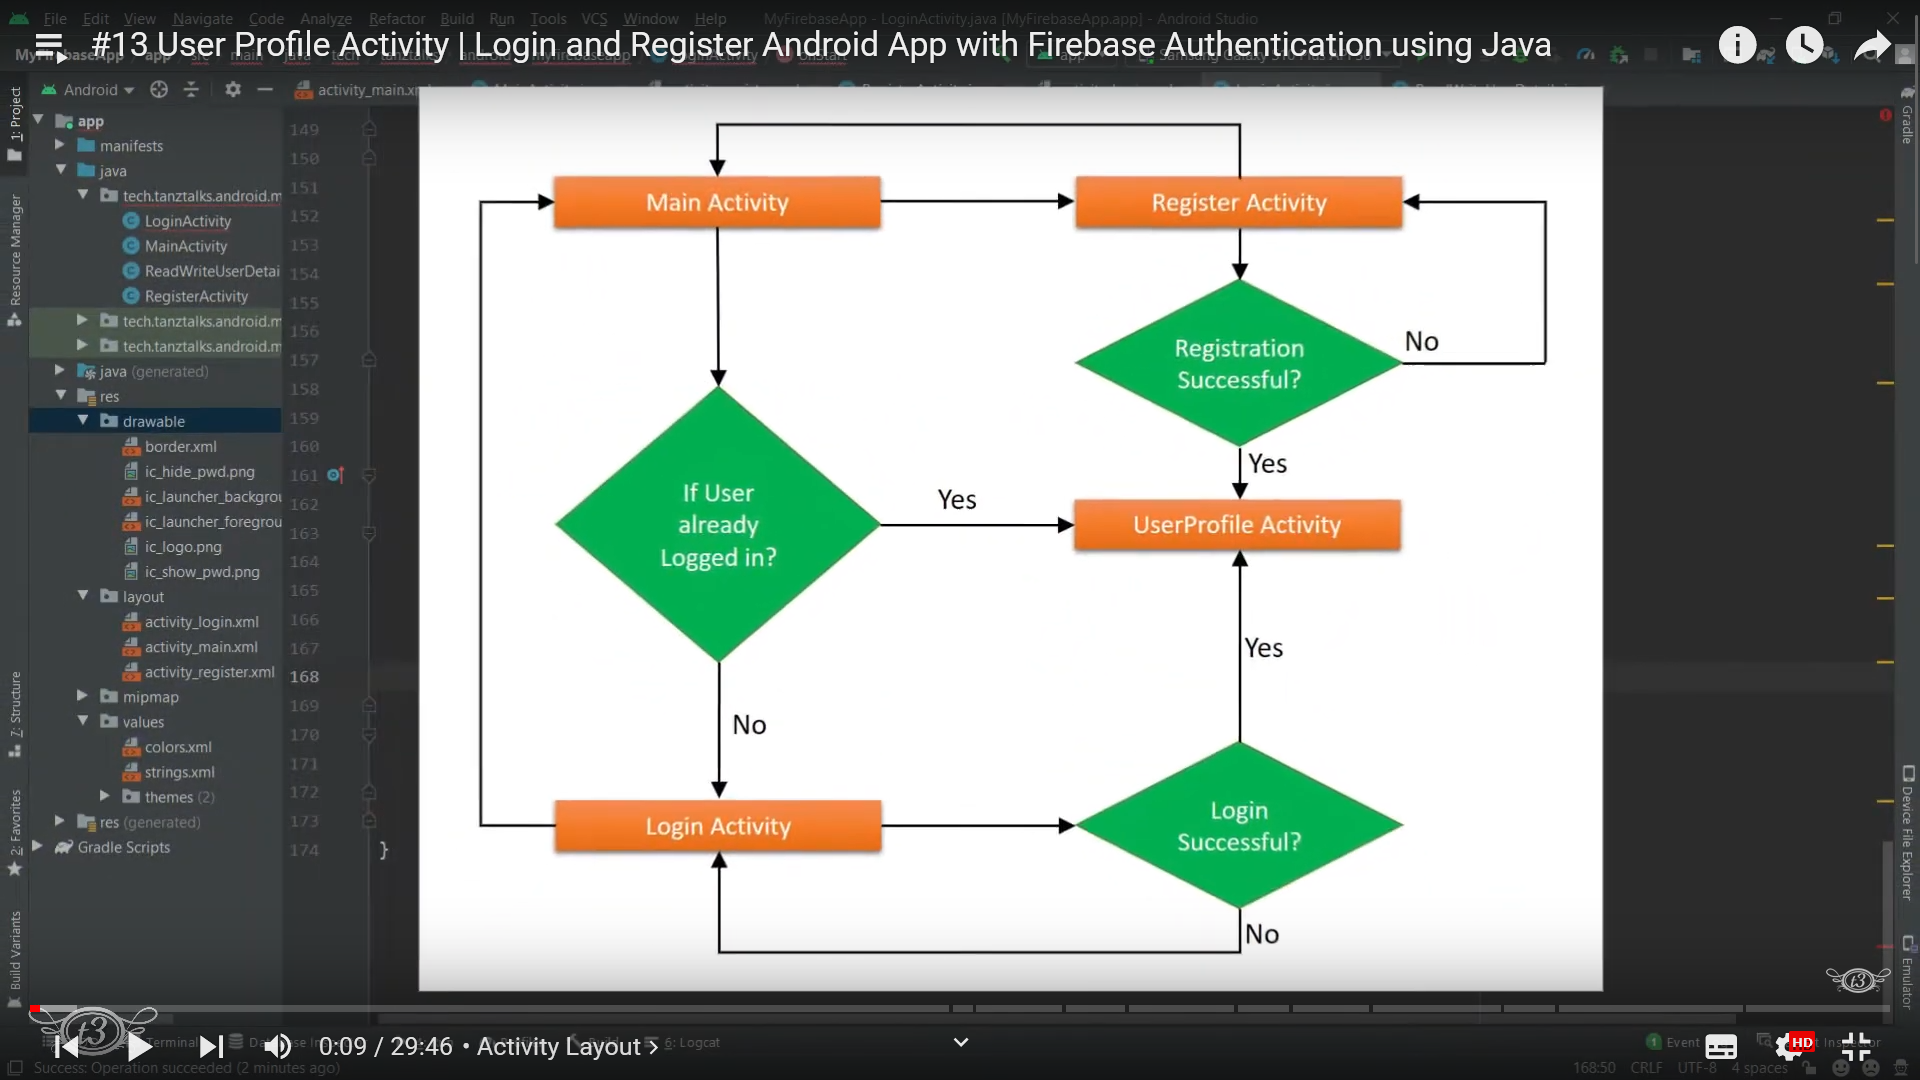 File Edit View Navigate Code Analyze Refactor Build Run Tools VCS Window Help MyFirebaseApp - LoginActivity.java [MyFirebaseApp.app] - Android Studio
#13 User Profile Activity | Login and Register Android App with Firebase Authentication using Java
Android
activity_main.xml
1: Project
Resource Manager
7: Structure
2: Favorites
Build Variants
app
manifests
java
tech.tanztalks.android.m
LoginActivity
MainActivity
ReadWriteUserDetai
RegisterActivity
tech.tanztalks.android.m
tech.tanztalks.android.m
java (generated)
res
drawable
border.xml
ic_hide_pwd.png
ic_launcher_backgrou
ic_launcher_foregrou
ic_logo.png
ic_show_pwd.png
layout
activity_login.xml
activity_main.xml
activity_register.xml
mipmap
values
colors.xml
strings.xml
themes (2)
res (generated)
Gradle Scripts
149
150
151
152
153
154
155
156
157
158
159
160
161
162
163
164
165
166
167
168
169
170
171
172
173
174 }
Main Activity
Register Activity
Registration
Successful?
No
Yes
If User
already
Logged in?
Yes
UserProfile Activity
Yes
No
Login Activity
Login
Successful?
No
Gradle
Device File Explorer
Emulator
t3
t3
0:09 / 29:46 • Activity Layout >
Terminal
6: Logcat
1 Event
HD
Success: Operation succeeded (2 minutes ago)
168:50 CRLF UTF-8 4 spaces